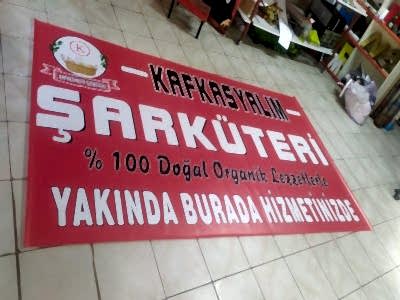 K
KAFKASYALIM
ŞARKÜTERİ
% 100 Doğal Organik Lezzetlerle
YAKINDA BURADA HİZMETİNİZDE